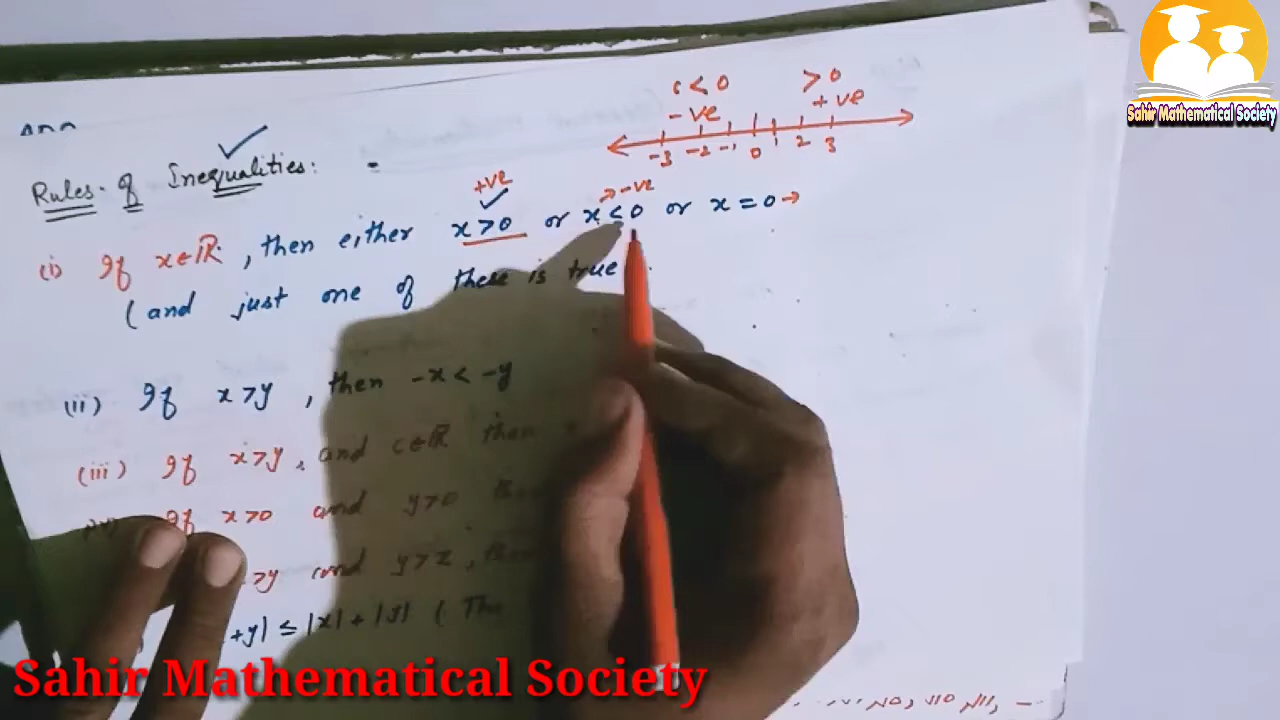 c < 0 > 0
-ve +ve
-3 -2 -1 0 1 2 3
Rules of Inequalities: =
+ve → -ve
(i) If x ∈ ℝ, then either x > 0 or x < 0 or x = 0 →
(and just one of these is true
(ii) If x > y, then -x < -y
(iii) If x > y, and c ∈ ℝ then
If x > 0 and y > 0
> y and y > z, then
+y| ≤ |x| + |y| (The
Sahir Mathematical Society
Sahir Mathematical Society